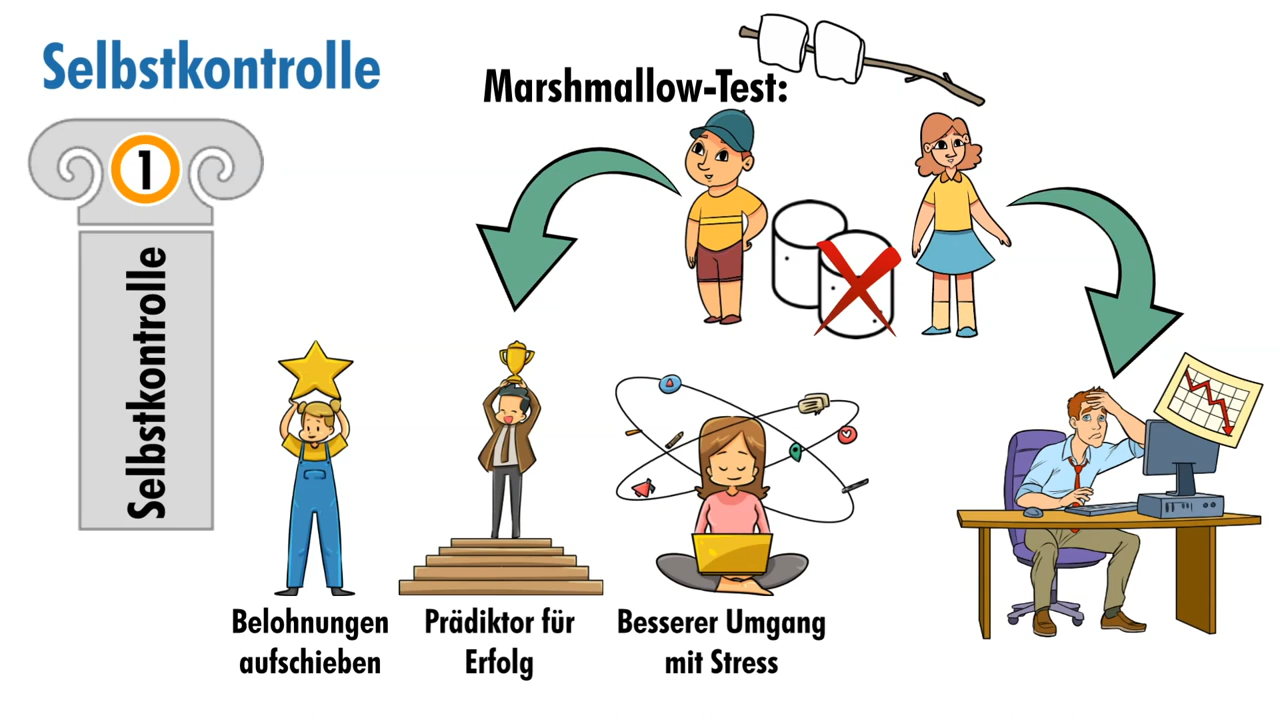 Selbstkontrolle
Marshmallow-Test:
1
Selbstkontrolle
Belohnungen
aufschieben
Prädiktor für
Erfolg
Besserer Umgang
mit Stress